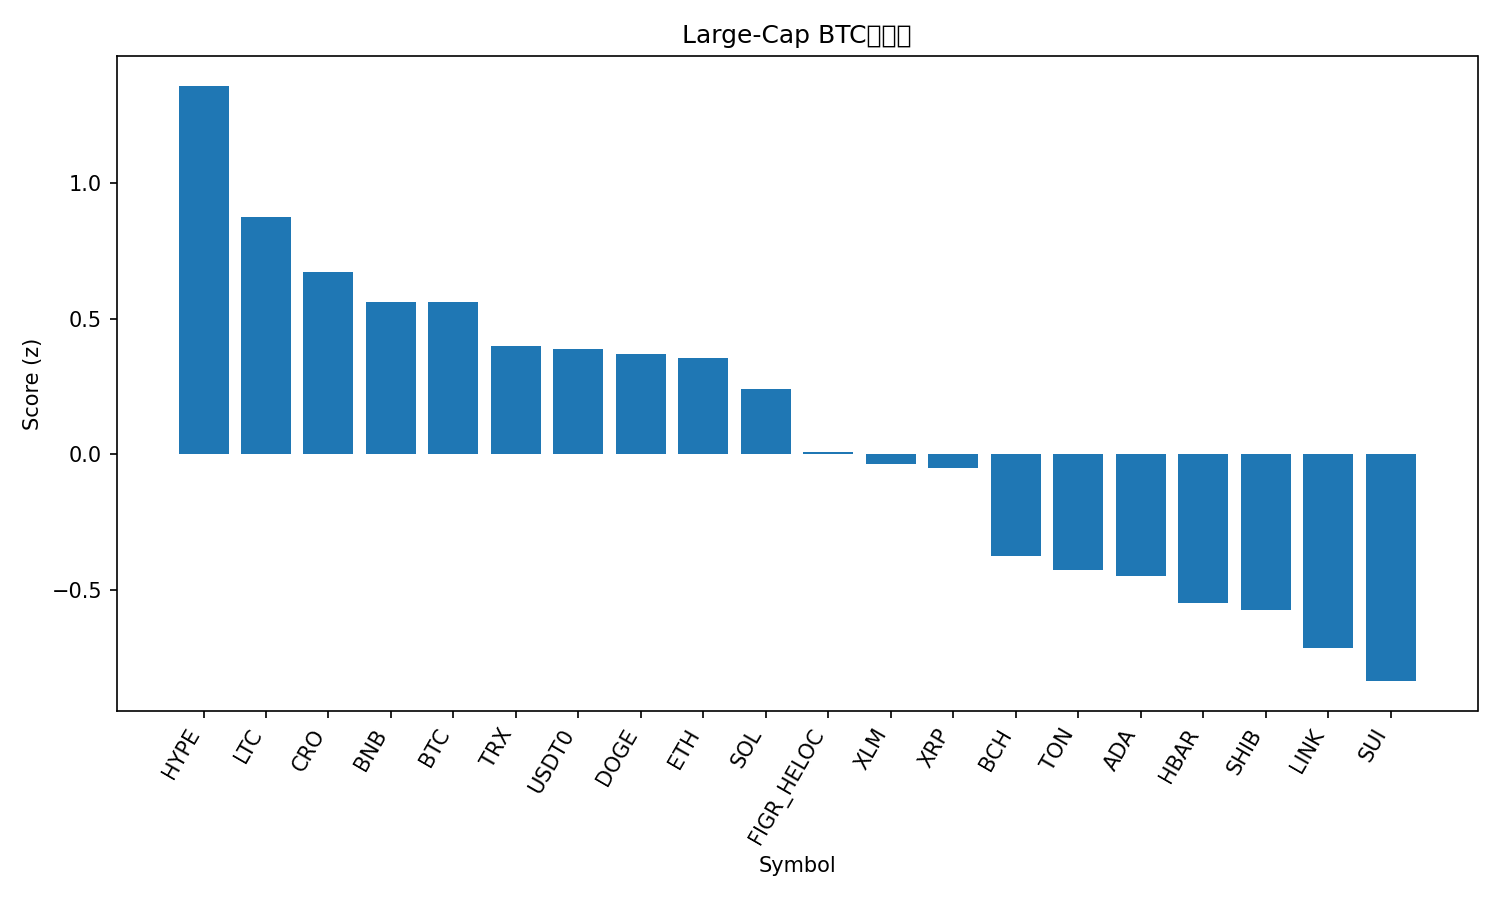 Large-Cap BTC
1.0
0.5
0.0
−0.5
Score (z)
HYPE
LTC
CRO
BNB
BTC
TRX
USDT0
DOGE
ETH
SOL
FIGR_HELOC
XLM
XRP
BCH
TON
ADA
HBAR
SHIB
LINK
SUI
Symbol